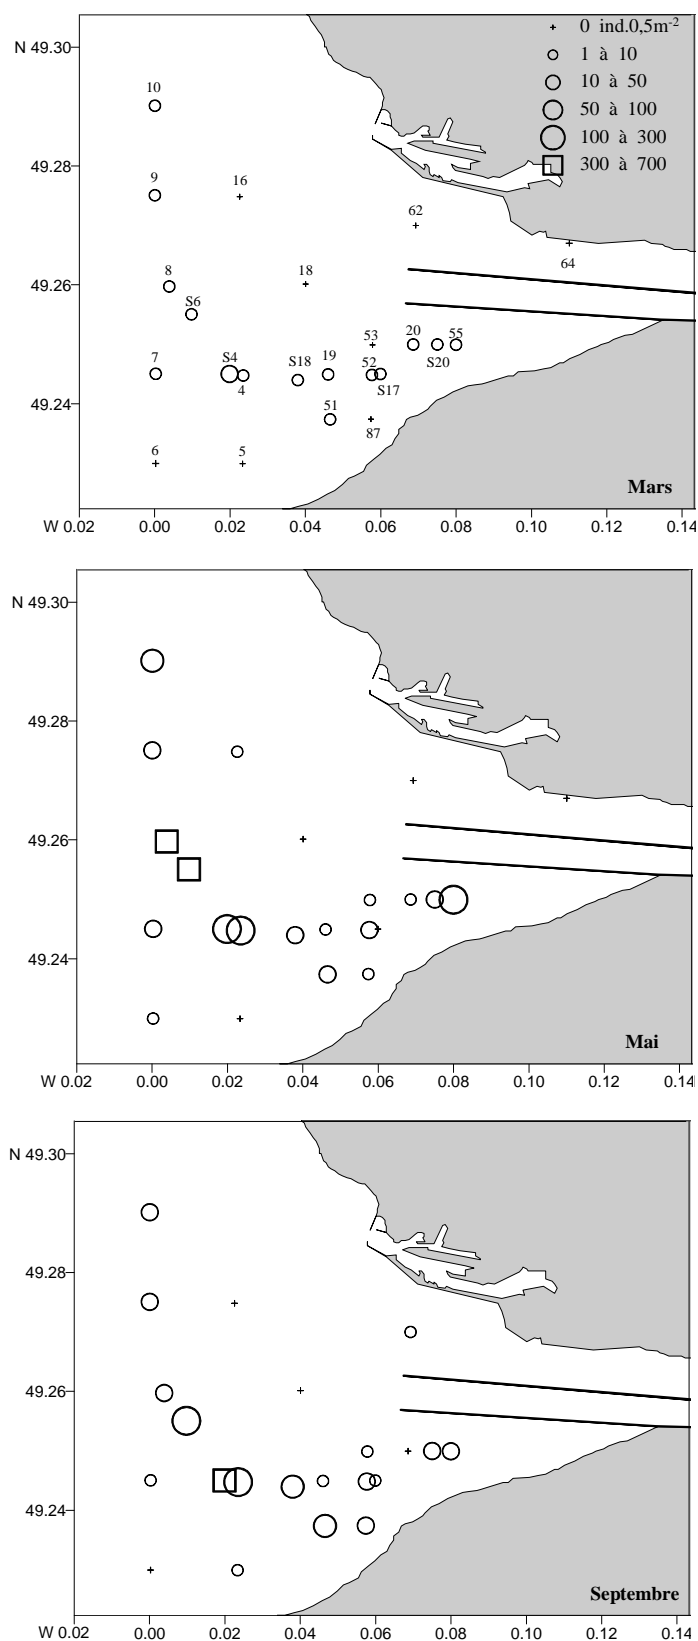 N 49.30
0 ind.0,5m-2
1 à 10
10 à 50
50 à 100
100 à 300
300 à 700
10
49.28
9
16
62
64
8
18
49.26
S6
53
20
55
S20
7
S4
4
S18
19
52
S17
49.24
51
87
6
5
Mars
W 0.02 0.00 0.02 0.04 0.06 0.08 0.10 0.12 0.14
N 49.30
49.28
49.26
49.24
Mai
W 0.02 0.00 0.02 0.04 0.06 0.08 0.10 0.12 0.14
N 49.30
49.28
49.26
49.24
Septembre
W 0.02 0.00 0.02 0.04 0.06 0.08 0.10 0.12 0.14